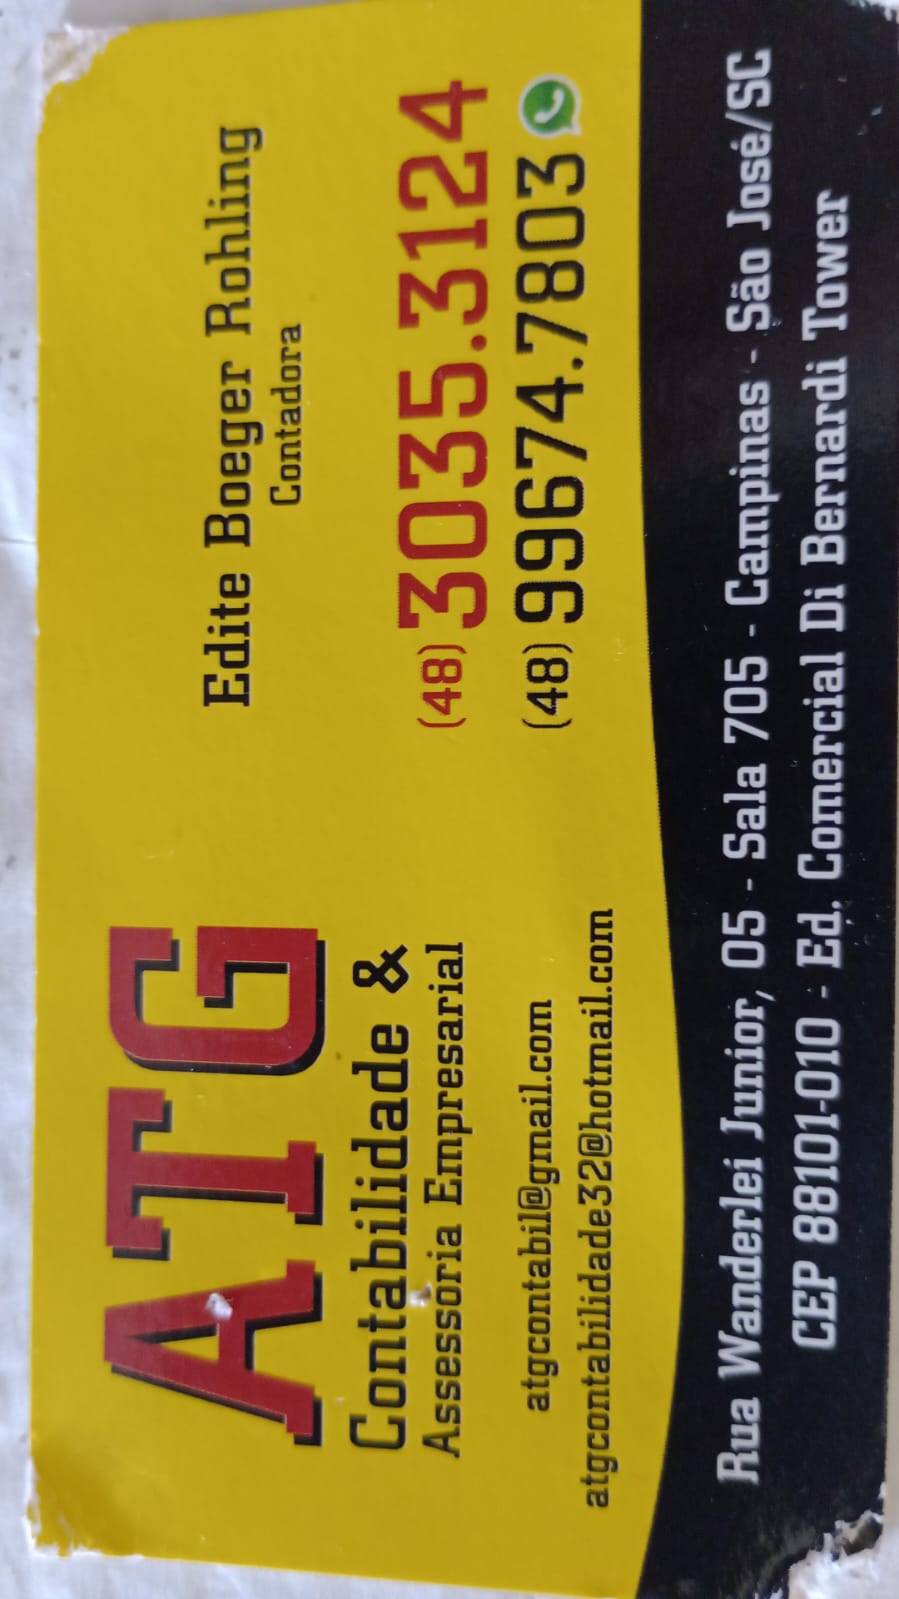 ATG
Contabilidade &
Assessoria Empresarial
atgcontabil@gmail.com
atgcontabilidade32@hotmail.com
Edite Boeger Rohling
Contadora
(48) 3035.3124
(48) 99674.7803
Rua Wanderlei Junior, 05 - Sala 705 - Campinas - São José/SC
CEP 88101-010 - Ed. Comercial Di Bernardi Tower